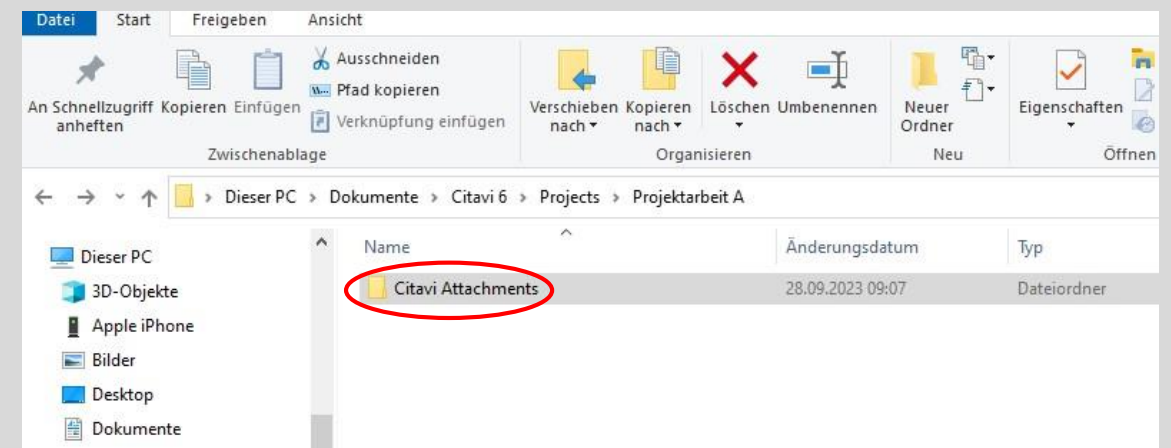 Datei Start Freigeben Ansicht
An Schnellzugriff anheften
Kopieren
Einfügen
Ausschneiden
Pfad kopieren
Verknüpfung einfügen
Verschieben nach
Kopieren nach
Löschen
Umbenennen
Neuer Ordner
Eigenschaften
Zwischenablage Organisieren Neu Öffnen
Dieser PC > Dokumente > Citavi 6 > Projects > Projektarbeit A
Name Änderungsdatum Typ
Citavi Attachments 28.09.2023 09:07 Dateiordner
Dieser PC
3D-Objekte
Apple iPhone
Bilder
Desktop
Dokumente